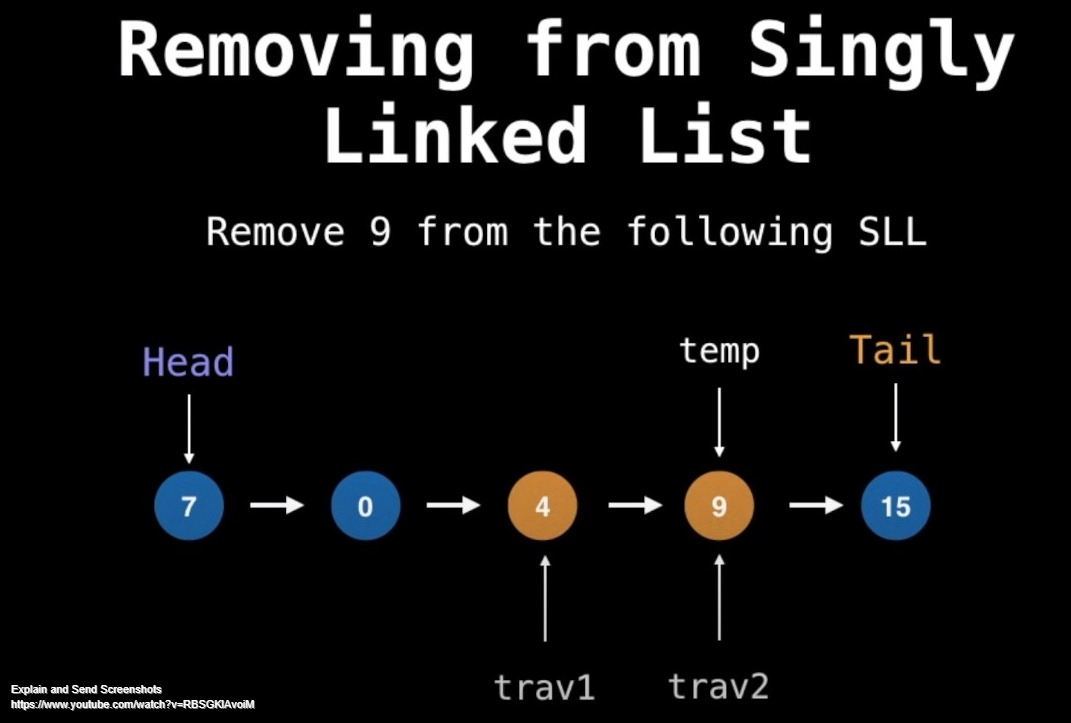 Removing from Singly
Linked List
Remove 9 from the following SLL
Head
temp
Tail
7
0
4
9
15
trav1
trav2
Explain and Send Screenshots
https://www.youtube.com/watch?v=RBSGKlAvoiM